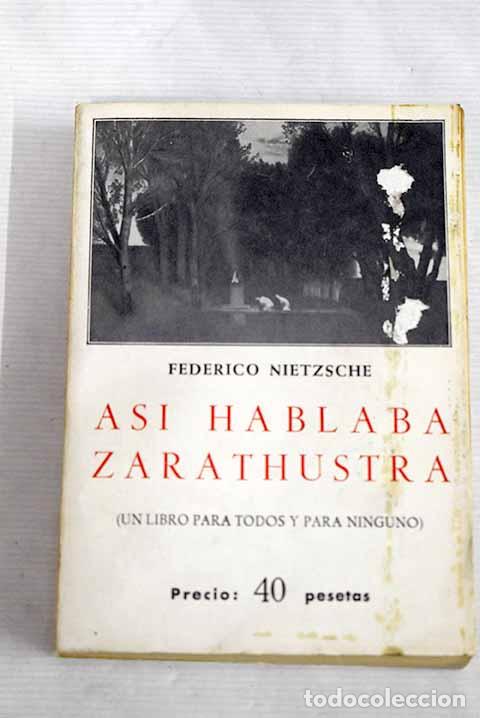 FEDERICO NIETZSCHE
ASI HABLABA
ZARATHUSTRA
(UN LIBRO PARA TODOS Y PARA NINGUNO)
Precio: 40 pesetas
todocoleccion